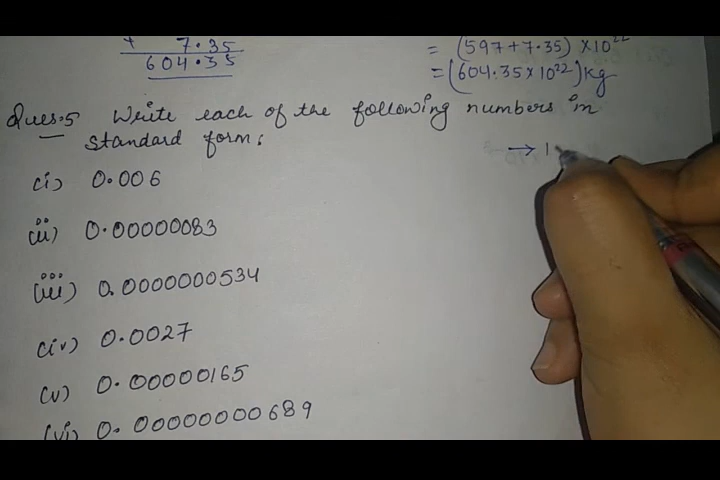 + 7.35
604.35
= (597+7.35) ×10²²
= (604.35×10²²) kg
Ques:5 Write each of the following numbers in
standard form:
(i) 0.006
(ii) 0.00000083
(iii) 0.0000000534
(iv) 0.0027
(v) 0.00000165
(vi) 0.00000000689
→ 1